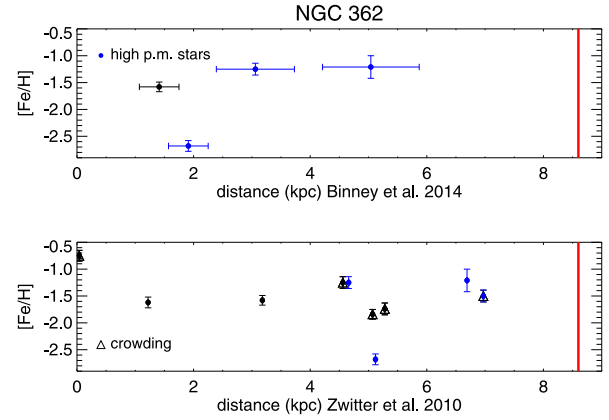 NGC 362
-0.5
-1.0
-1.5
-2.0
-2.5
[Fe/H]
high p.m. stars
0 2 4 6 8
distance (kpc) Binney et al. 2014
-0.5
-1.0
-1.5
-2.0
-2.5
[Fe/H]
crowding
0 2 4 6 8
distance (kpc) Zwitter et al. 2010